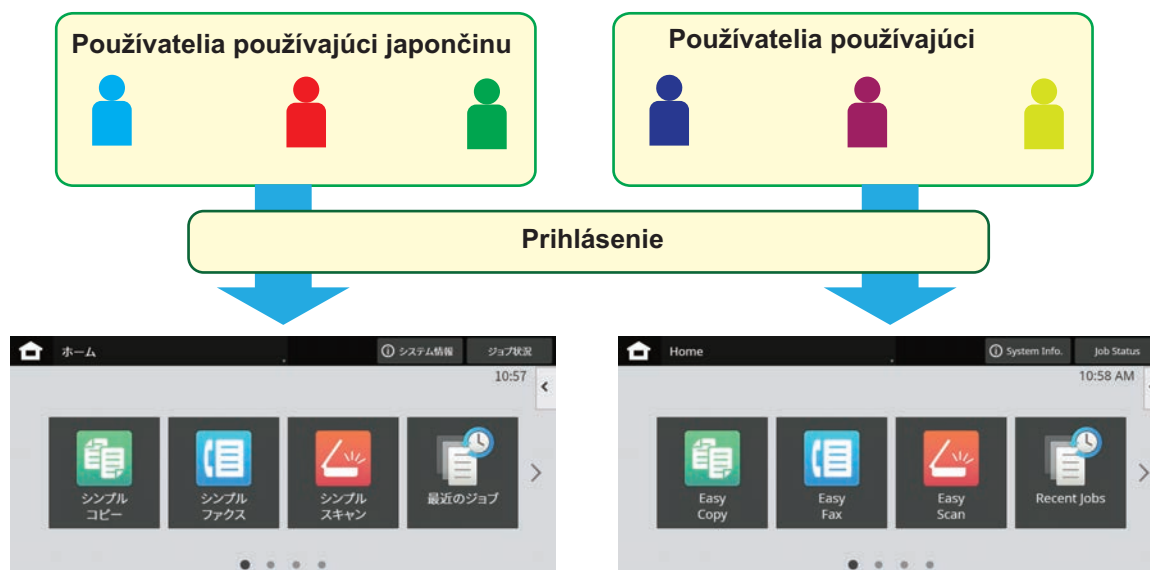 Používatelia používajúci japončinu
Používatelia používajúci
Prihlásenie
ホーム
システム情報
ジョブ状況
10:57
シンプル
コピー
シンプル
ファクス
シンプル
スキャン
最近のジョブ
Home
System Info.
Job Status
10:58 AM
Easy
Copy
Easy
Fax
Easy
Scan
Recent Jobs